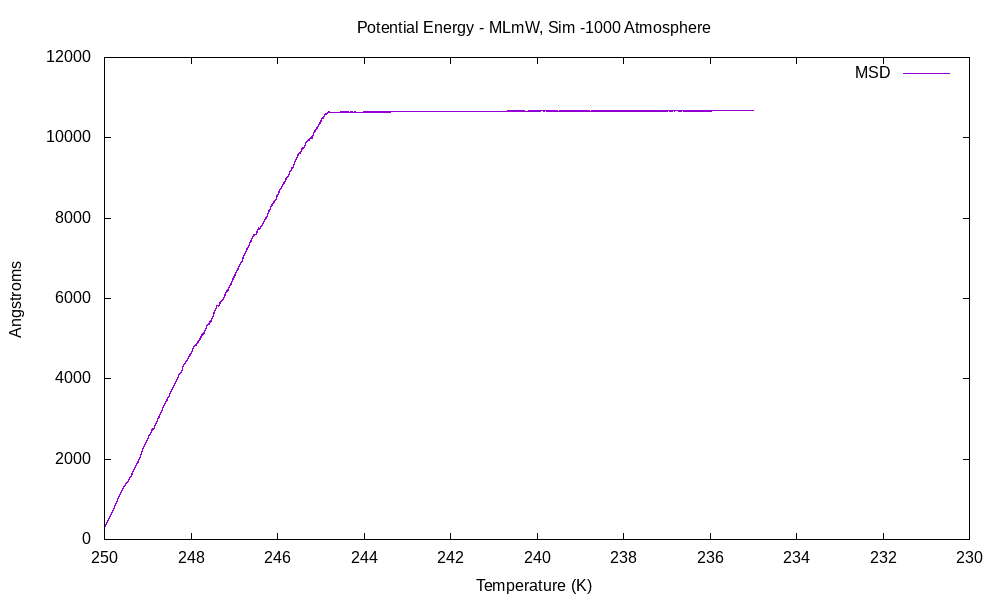 Potential Energy - MLmW, Sim -1000 Atmosphere
MSD
12000
10000
8000
6000
4000
2000
0
Angstroms
250 248 246 244 242 240 238 236 234 232 230
Temperature (K)